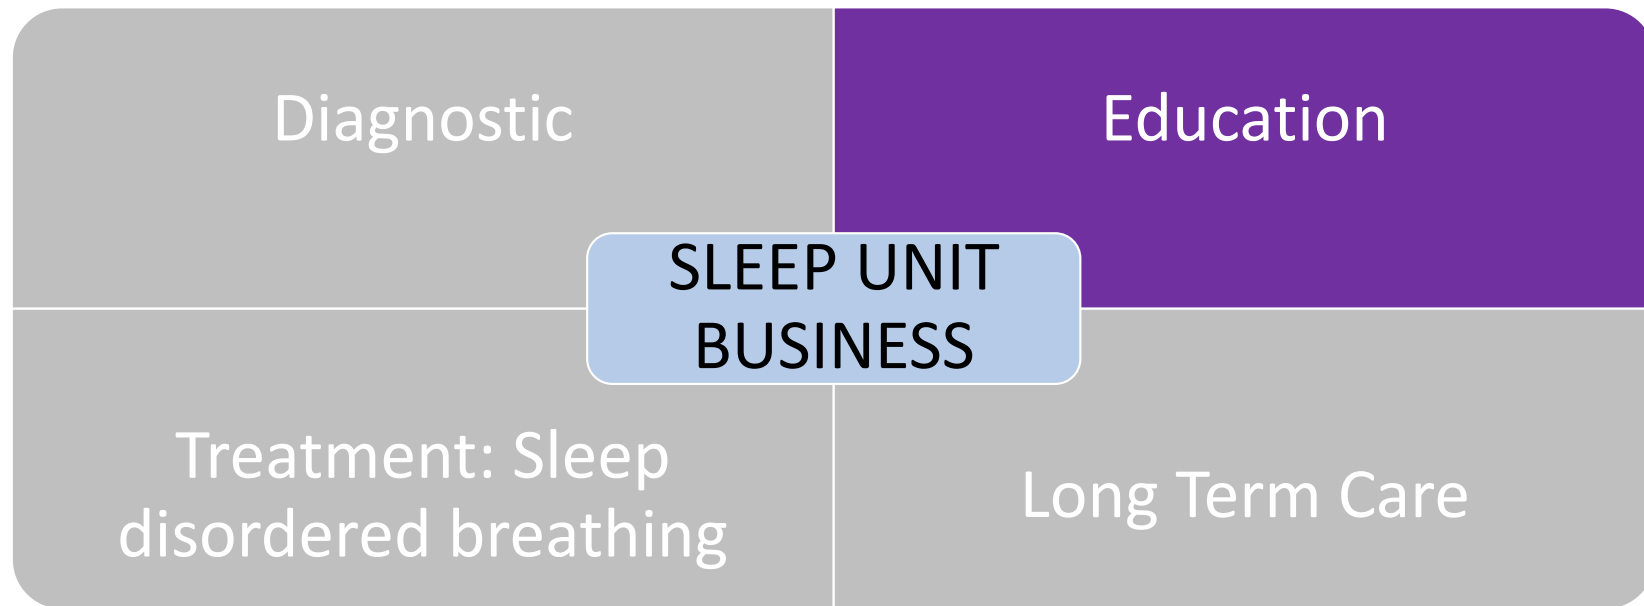 Diagnostic
Education
SLEEP UNIT
BUSINESS
Treatment: Sleep
disordered breathing
Long Term Care